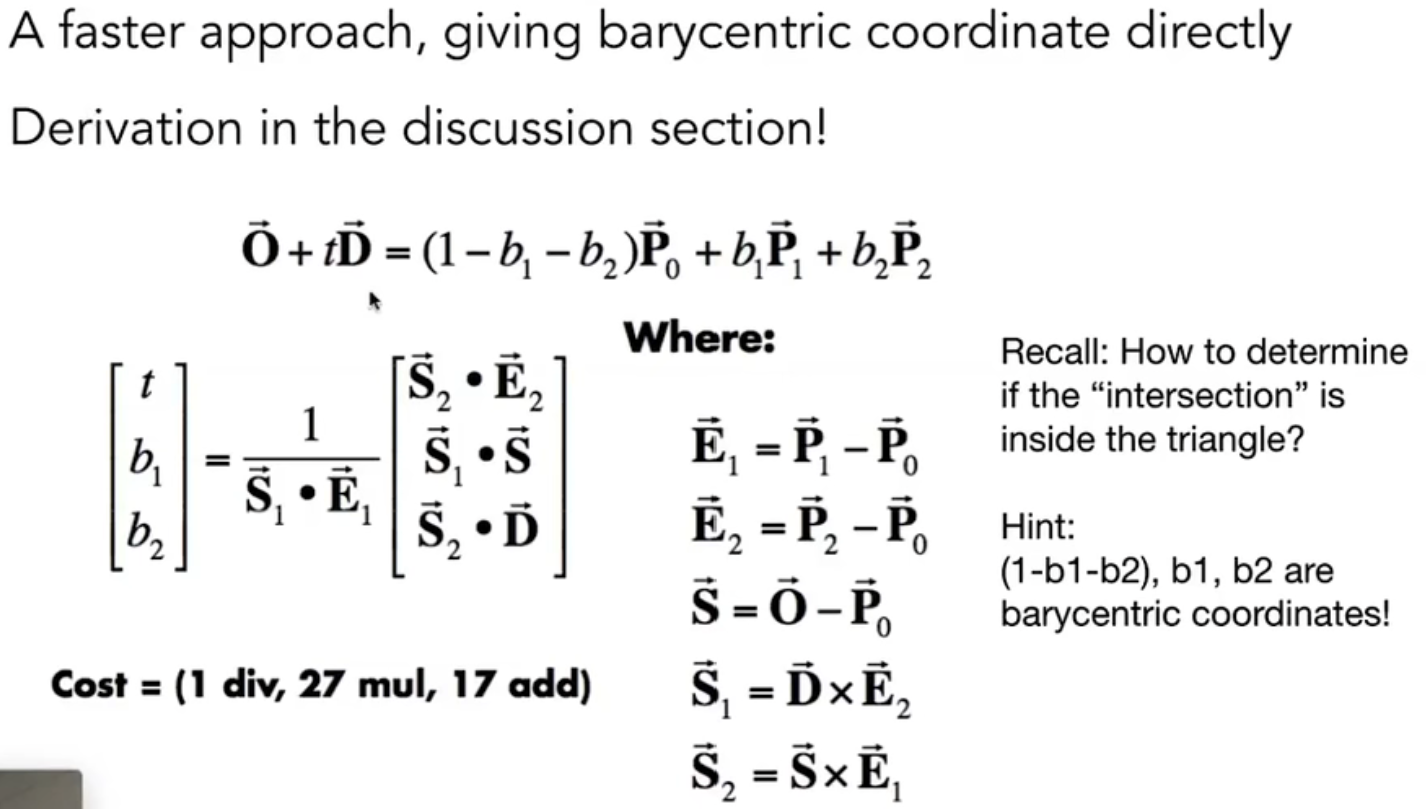 A faster approach, giving barycentric coordinate directly
Derivation in the discussion section!
$\vec{\mathbf{O}} + t\vec{\mathbf{D}} = (1 - b_1 - b_2)\vec{\mathbf{P}}_0 + b_1\vec{\mathbf{P}}_1 + b_2\vec{\mathbf{P}}_2$
$\begin{bmatrix} t \\ b_1 \\ b_2 \end{bmatrix} = \frac{1}{\vec{\mathbf{S}}_1 \bullet \vec{\mathbf{E}}_1} \begin{bmatrix} \vec{\mathbf{S}}_2 \bullet \vec{\mathbf{E}}_2 \\ \vec{\mathbf{S}}_1 \bullet \vec{\mathbf{S}} \\ \vec{\mathbf{S}}_2 \bullet \vec{\mathbf{D}} \end{bmatrix}$
Cost = (1 div, 27 mul, 17 add)
Where:
$\vec{\mathbf{E}}_1 = \vec{\mathbf{P}}_1 - \vec{\mathbf{P}}_0$
$\vec{\mathbf{E}}_2 = \vec{\mathbf{P}}_2 - \vec{\mathbf{P}}_0$
$\vec{\mathbf{S}} = \vec{\mathbf{O}} - \vec{\mathbf{P}}_0$
$\vec{\mathbf{S}}_1 = \vec{\mathbf{D}} \times \vec{\mathbf{E}}_2$
$\vec{\mathbf{S}}_2 = \vec{\mathbf{S}} \times \vec{\mathbf{E}}_1$
Recall: How to determine
if the “intersection” is
inside the triangle?
Hint:
(1-b1-b2), b1, b2 are
barycentric coordinates!